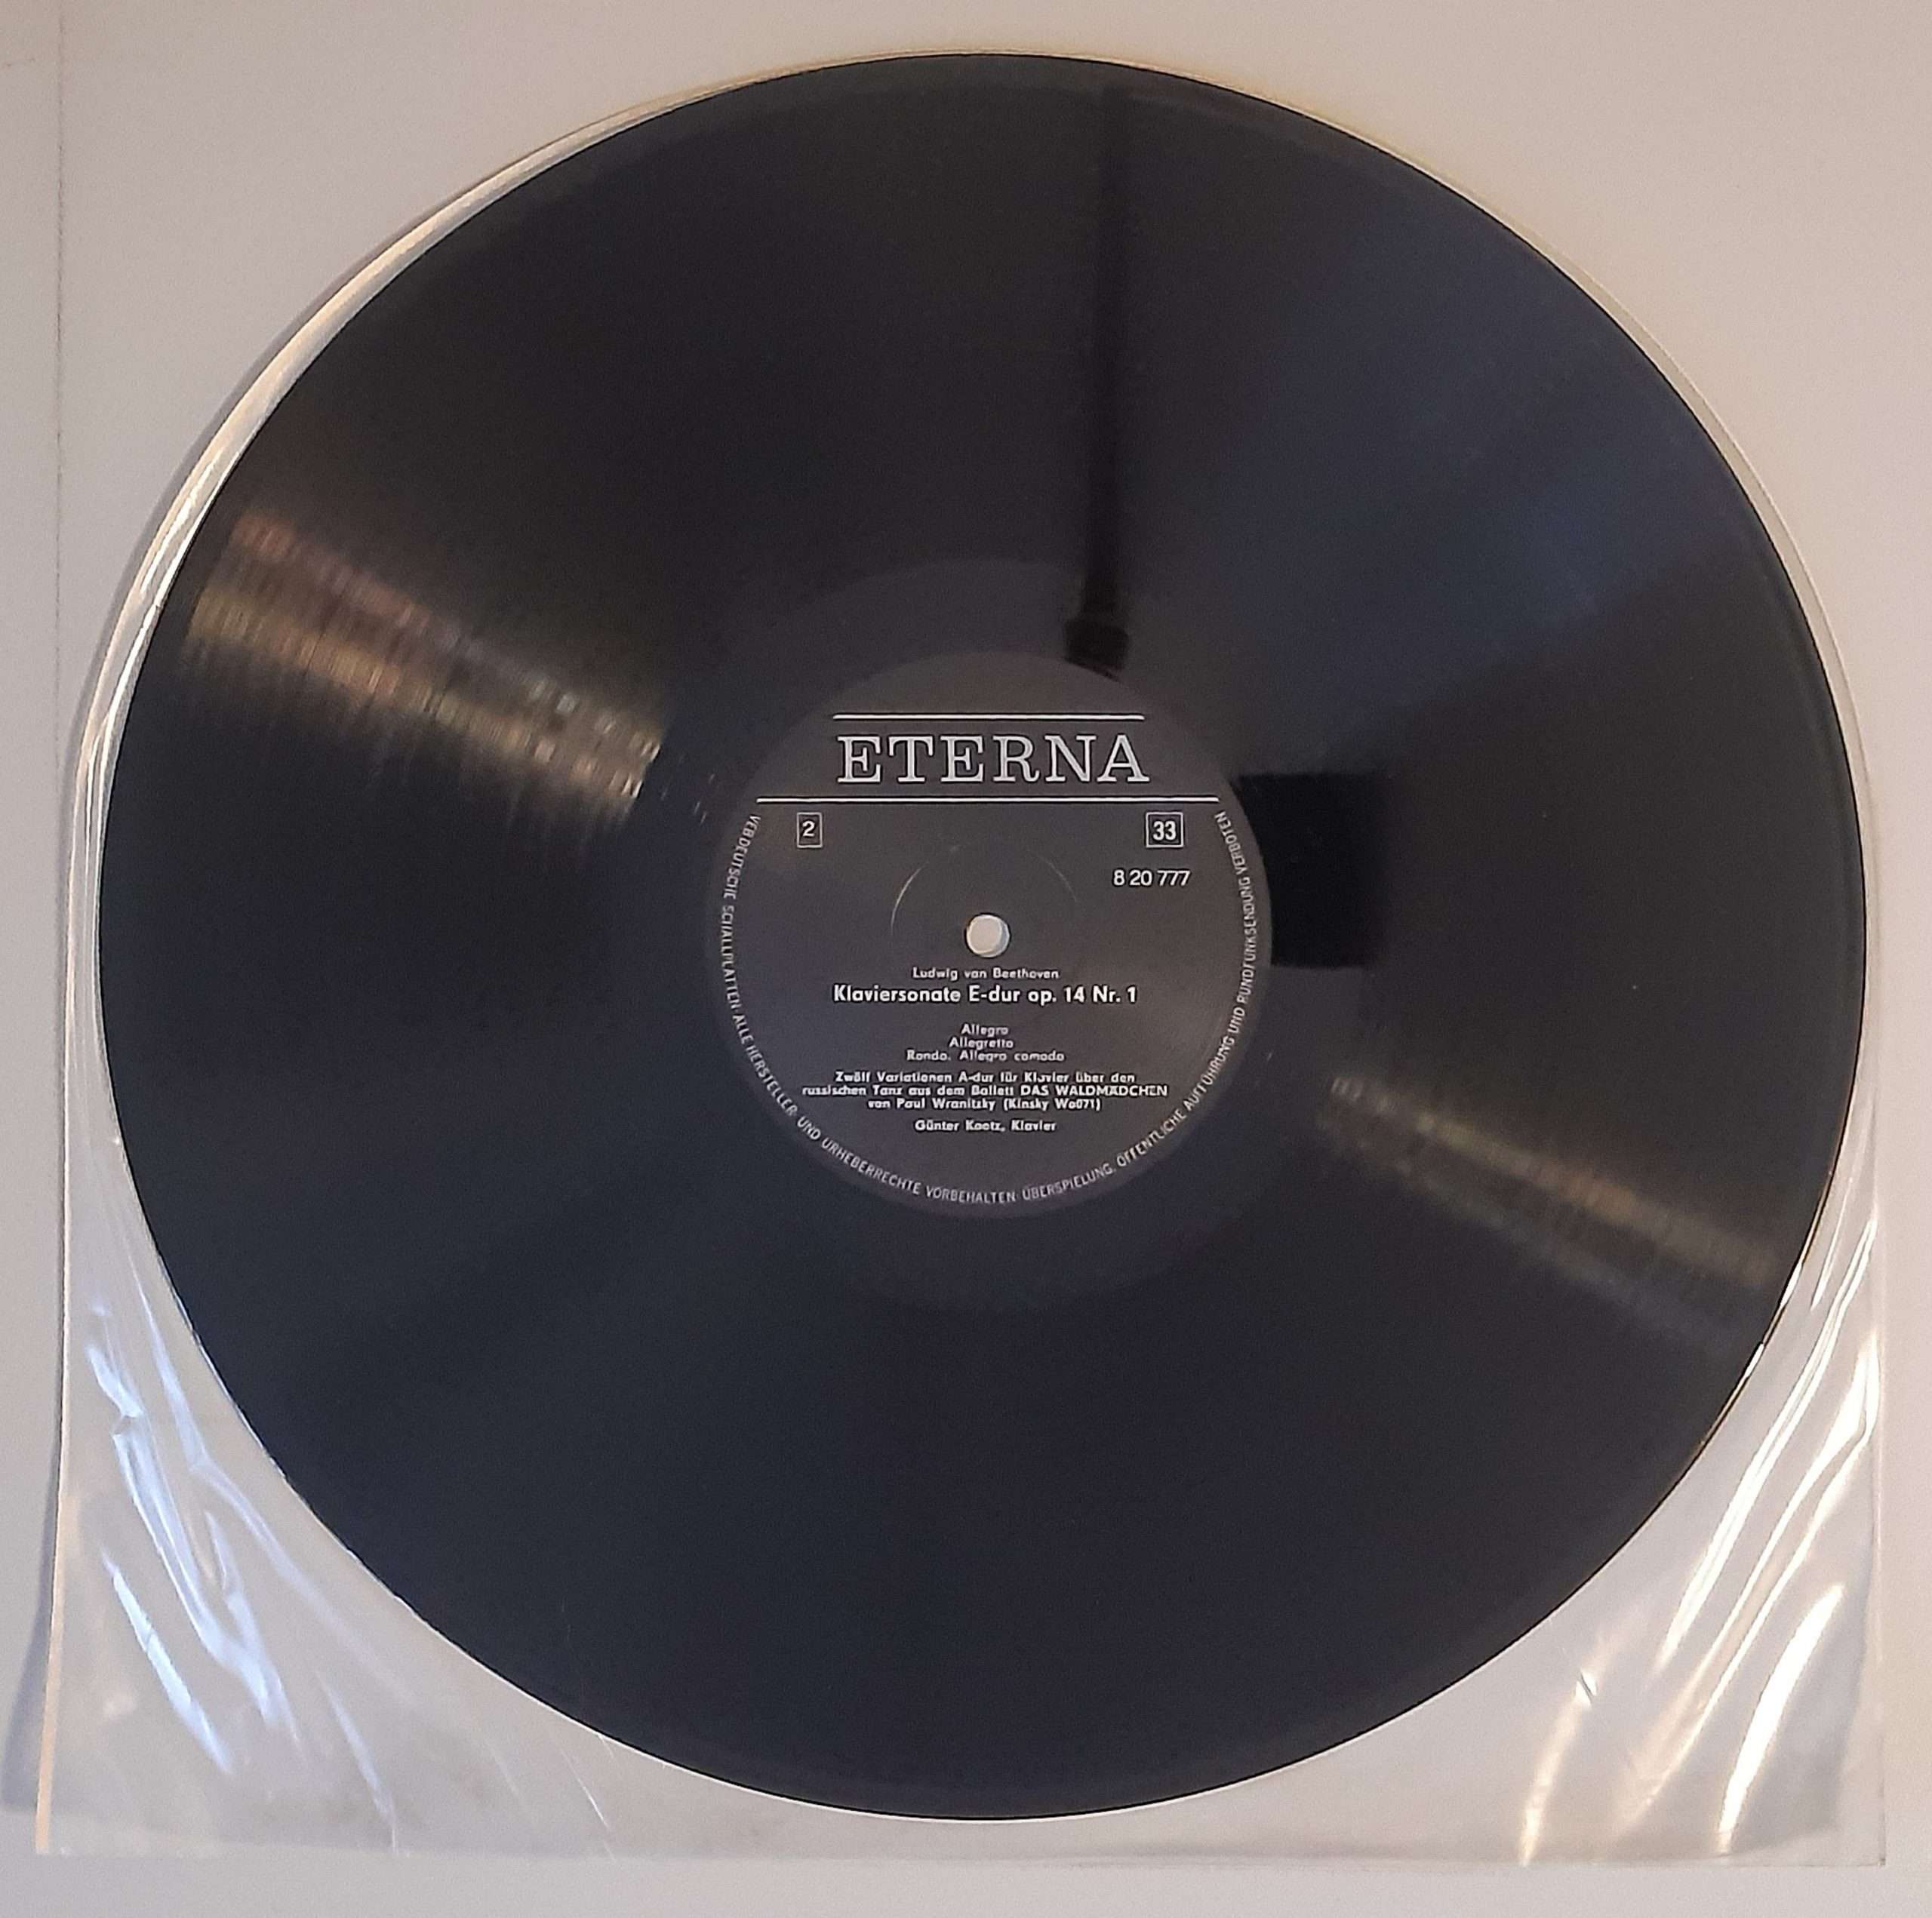 ETERNA
2 33
8 20 777
Ludwig van Beethoven
Klaviersonate E-dur op. 14 Nr. 1
Allegro
Allegretto
Rondo. Allegro comodo
Zwölf Variationen A-dur für Klavier über den
russischen Tanz aus dem Ballett DAS WALDMÄDCHEN
von Paul Wranitzky (Kinsky WoO71)
Günter Kootz, Klavier
VEB DEUTSCHE SCHALLPLATTEN · ALLE HERSTELLER- UND URHEBERRECHTE VORBEHALTEN · ÜBERSPIELUNG, ÖFFENTLICHE AUFFÜHRUNG UND RUNDFUNKSENDUNG VERBOTEN